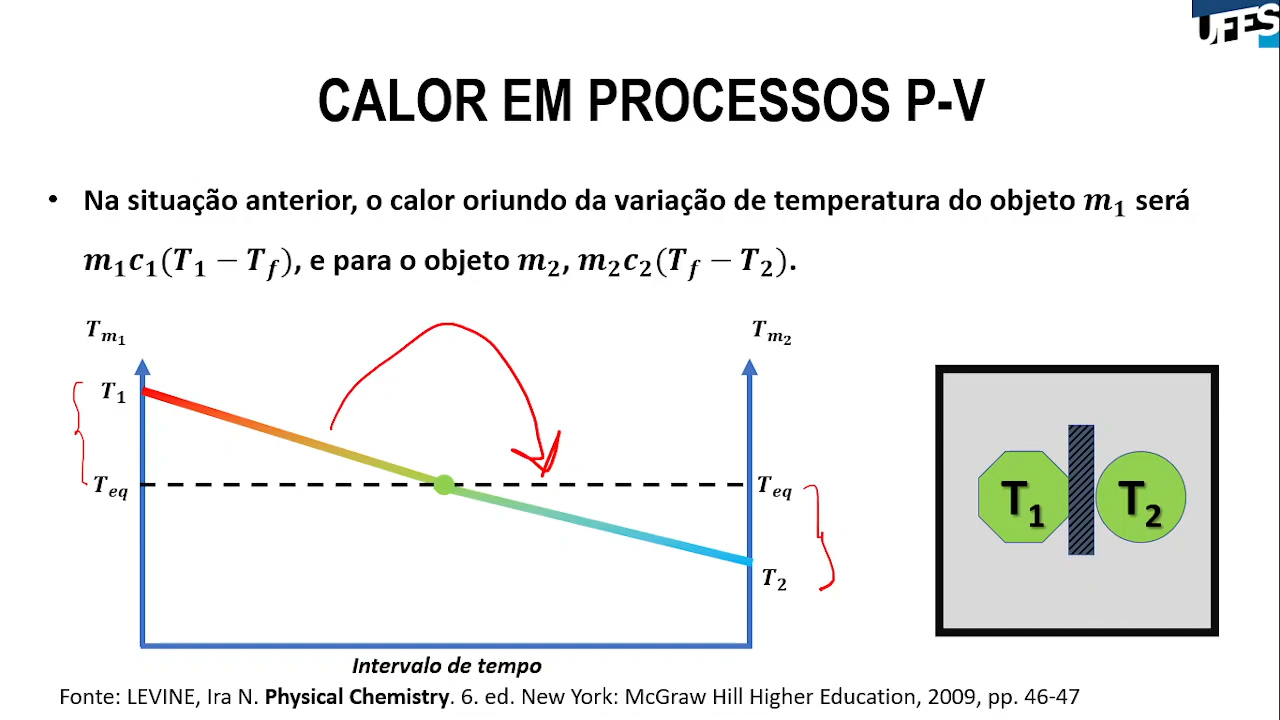 UFES
CALOR EM PROCESSOS P-V
• Na situação anterior, o calor oriundo da variação de temperatura do objeto m₁ será
m₁c₁(T₁ − T_f), e para o objeto m₂, m₂c₂(T_f − T₂).
T_m₁
T_m₂
T₁
T_eq
T_eq
T₂
T₁
T₂
Intervalo de tempo
Fonte: LEVINE, Ira N. Physical Chemistry. 6. ed. New York: McGraw Hill Higher Education, 2009, pp. 46-47